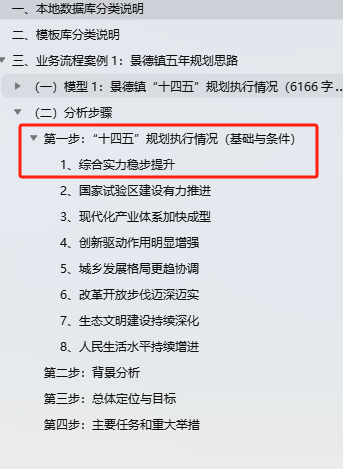 一、本地数据库分类说明
二、模板库分类说明
三、业务流程案例1：景德镇五年规划思路
（一）模型1：景德镇“十四五”规划执行情况（6166字...
（二）分析步骤
第一步：“十四五”规划执行情况（基础与条件）
1、综合实力稳步提升
2、国家试验区建设有力推进
3、现代化产业体系加快成型
4、创新驱动作用明显增强
5、城乡发展格局更趋协调
6、改革开放步伐迈深迈实
7、生态文明建设持续深化
8、人民生活水平持续增进
第二步：背景分析
第三步：总体定位与目标
第四步：主要任务和重大举措